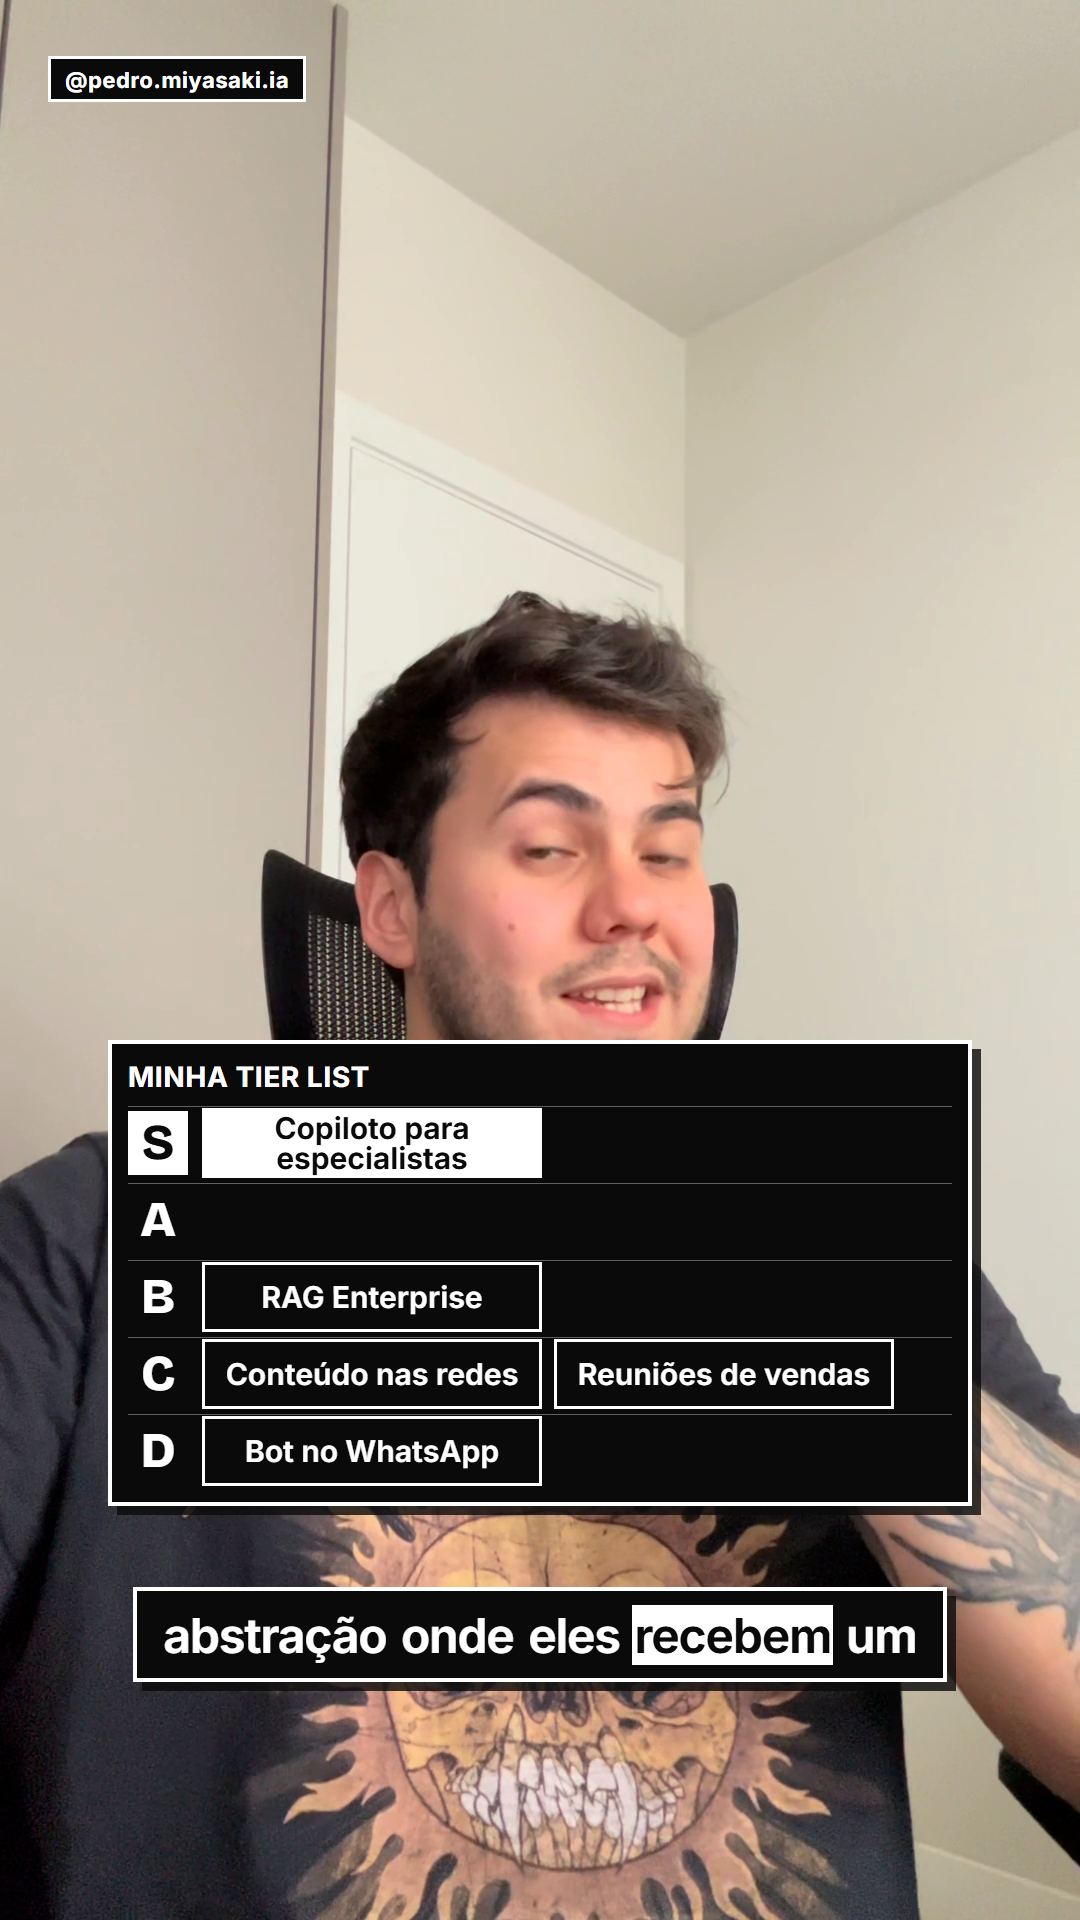 @pedro.miyasaki.ia
MINHA TIER LIST
S
Copiloto para
especialistas
A
B
RAG Enterprise
C
Conteúdo nas redes
Reuniões de vendas
D
Bot no WhatsApp
abstração onde eles recebem um